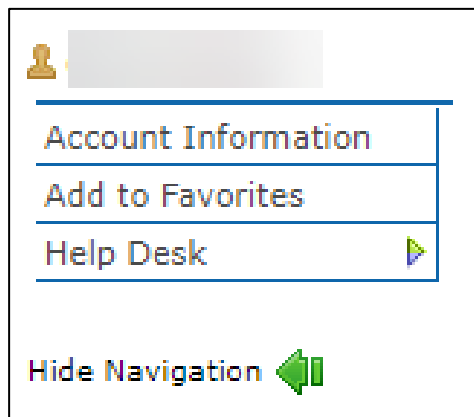 Account Information
Add to Favorites
Help Desk
Hide Navigation